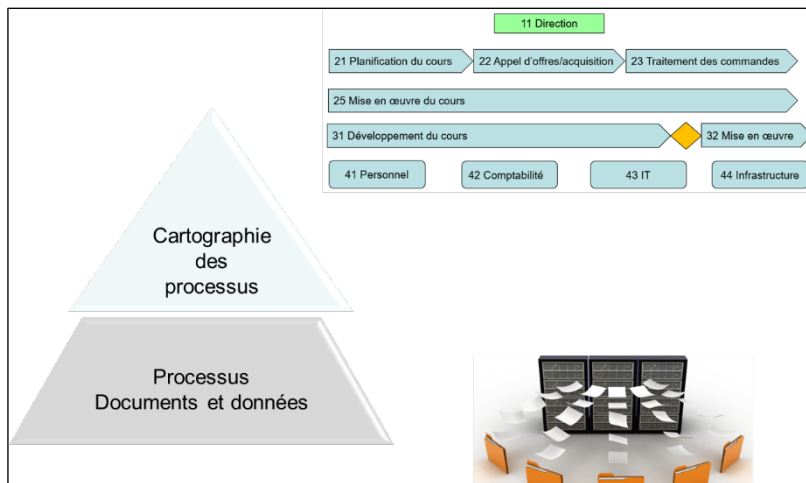 11 Direction
21 Planification du cours
22 Appel d'offres/acquisition
23 Traitement des commandes
25 Mise en œuvre du cours
31 Développement du cours
32 Mise en œuvre
41 Personnel
42 Comptabilité
43 IT
44 Infrastructure
Cartographie
des
processus
Processus
Documents et données